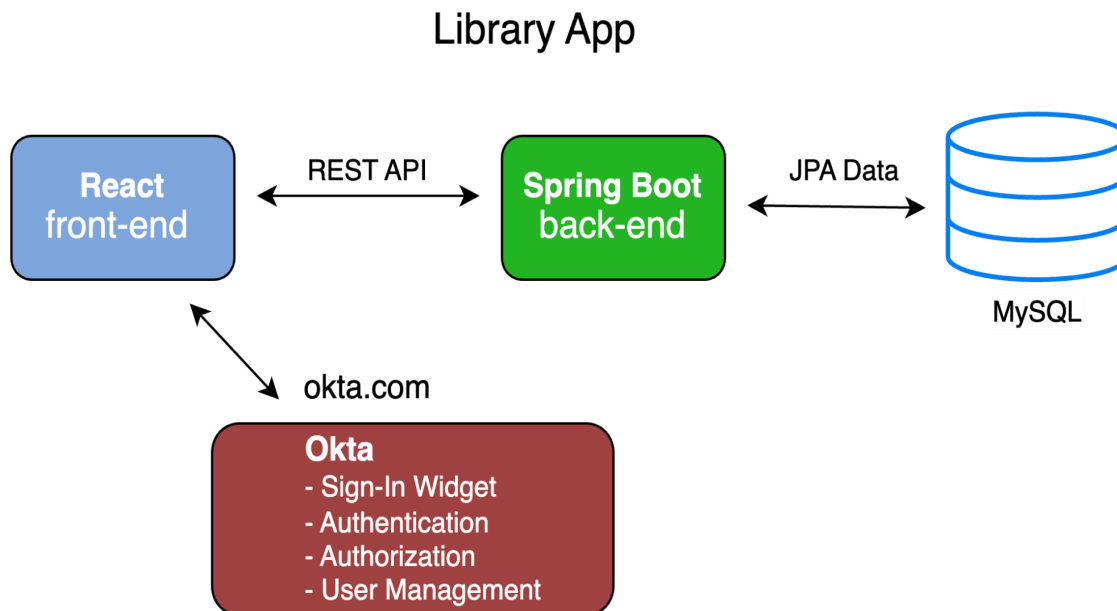 Library App
React
front-end
REST API
Spring Boot
back-end
JPA Data
MySQL
okta.com
Okta
- Sign-In Widget
- Authentication
- Authorization
- User Management